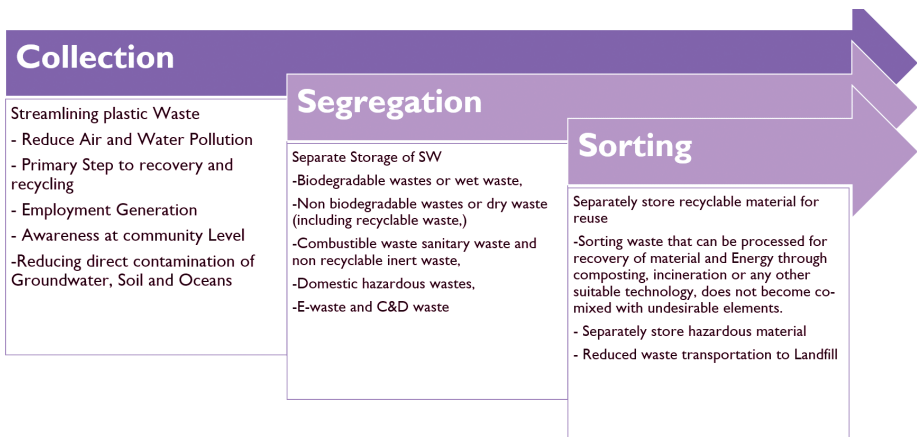 Collection
Streamlining plastic Waste
- Reduce Air and Water Pollution
- Primary Step to recovery and
recycling
- Employment Generation
- Awareness at community Level
-Reducing direct contamination of
Groundwater, Soil and Oceans
Segregation
Separate Storage of SW
-Biodegradable wastes or wet waste,
-Non biodegradable wastes or dry waste
(including recyclable waste,)
-Combustible waste sanitary waste and
non recyclable inert waste,
-Domestic hazardous wastes,
-E-waste and C&D waste
Sorting
Separately store recyclable material for
reuse
-Sorting waste that can be processed for
recovery of material and Energy through
composting, incineration or any other
suitable technology, does not become co-
mixed with undesirable elements.
- Separately store hazardous material
- Reduced waste transportation to Landfill